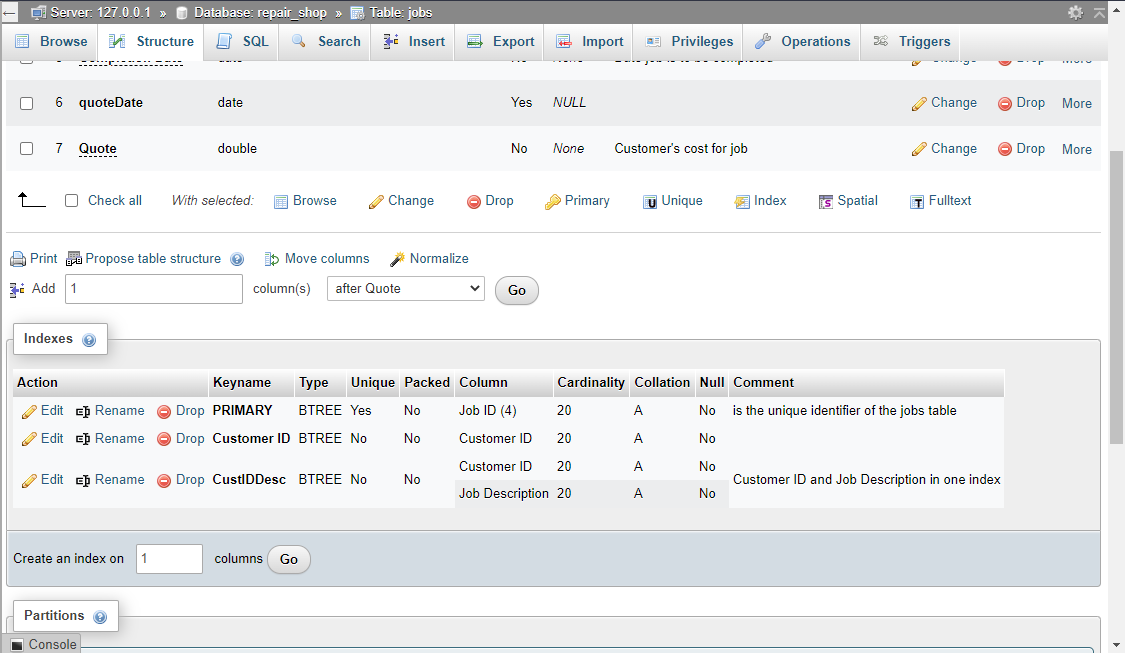 Server: 127.0.0.1 » Database: repair_shop » Table: jobs
Browse Structure SQL Search Insert Export Import Privileges Operations Triggers
Completion Date date No None Date job is to be completed Change Drop More
6 quoteDate date Yes NULL Change Drop More
7 Quote double No None Customer's cost for job Change Drop More
Check all With selected: Browse Change Drop Primary Unique Index Spatial Fulltext
Print Propose table structure Move columns Normalize
Add 1 column(s) after Quote Go
Indexes
Action Keyname Type Unique Packed Column Cardinality Collation Null Comment
Edit Rename Drop PRIMARY BTREE Yes No Job ID (4) 20 A No is the unique identifier of the jobs table
Edit Rename Drop Customer ID BTREE No No Customer ID 20 A No
Edit Rename Drop CustIDDesc BTREE No No Customer ID 20 A No Customer ID and Job Description in one index
Job Description 20 A No
Create an index on 1 columns Go
Partitions
Console